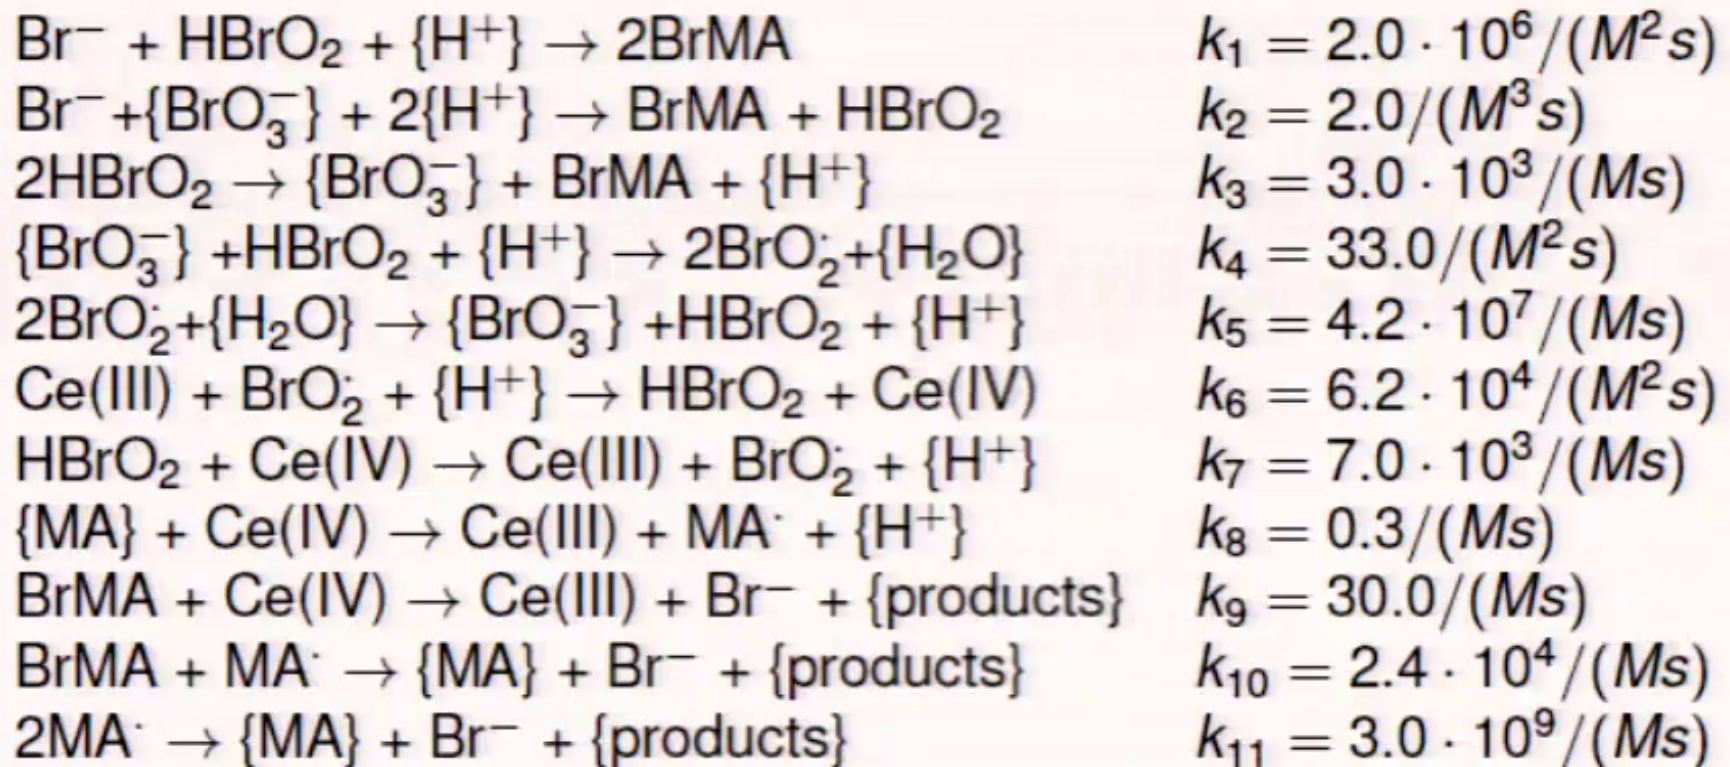 Br⁻ + HBrO₂ + {H⁺} → 2BrMA k₁ = 2.0 · 10⁶/(M²s)
Br⁻ +{BrO₃⁻} + 2{H⁺} → BrMA + HBrO₂ k₂ = 2.0/(M³s)
2HBrO₂ → {BrO₃⁻} + BrMA + {H⁺} k₃ = 3.0 · 10³/(Ms)
{BrO₃⁻} +HBrO₂ + {H⁺} → 2BrO₂˙+{H₂O} k₄ = 33.0/(M²s)
2BrO₂˙+{H₂O} → {BrO₃⁻} +HBrO₂ + {H⁺} k₅ = 4.2 · 10⁷/(Ms)
Ce(III) + BrO₂˙ + {H⁺} → HBrO₂ + Ce(IV) k₆ = 6.2 · 10⁴/(M²s)
HBrO₂ + Ce(IV) → Ce(III) + BrO₂˙ + {H⁺} k₇ = 7.0 · 10³/(Ms)
{MA} + Ce(IV) → Ce(III) + MA˙ + {H⁺} k₈ = 0.3/(Ms)
BrMA + Ce(IV) → Ce(III) + Br⁻ + {products} k₉ = 30.0/(Ms)
BrMA + MA˙ → {MA} + Br⁻ + {products} k₁₀ = 2.4 · 10⁴/(Ms)
2MA˙ → {MA} + Br⁻ + {products} k₁₁ = 3.0 · 10⁹/(Ms)